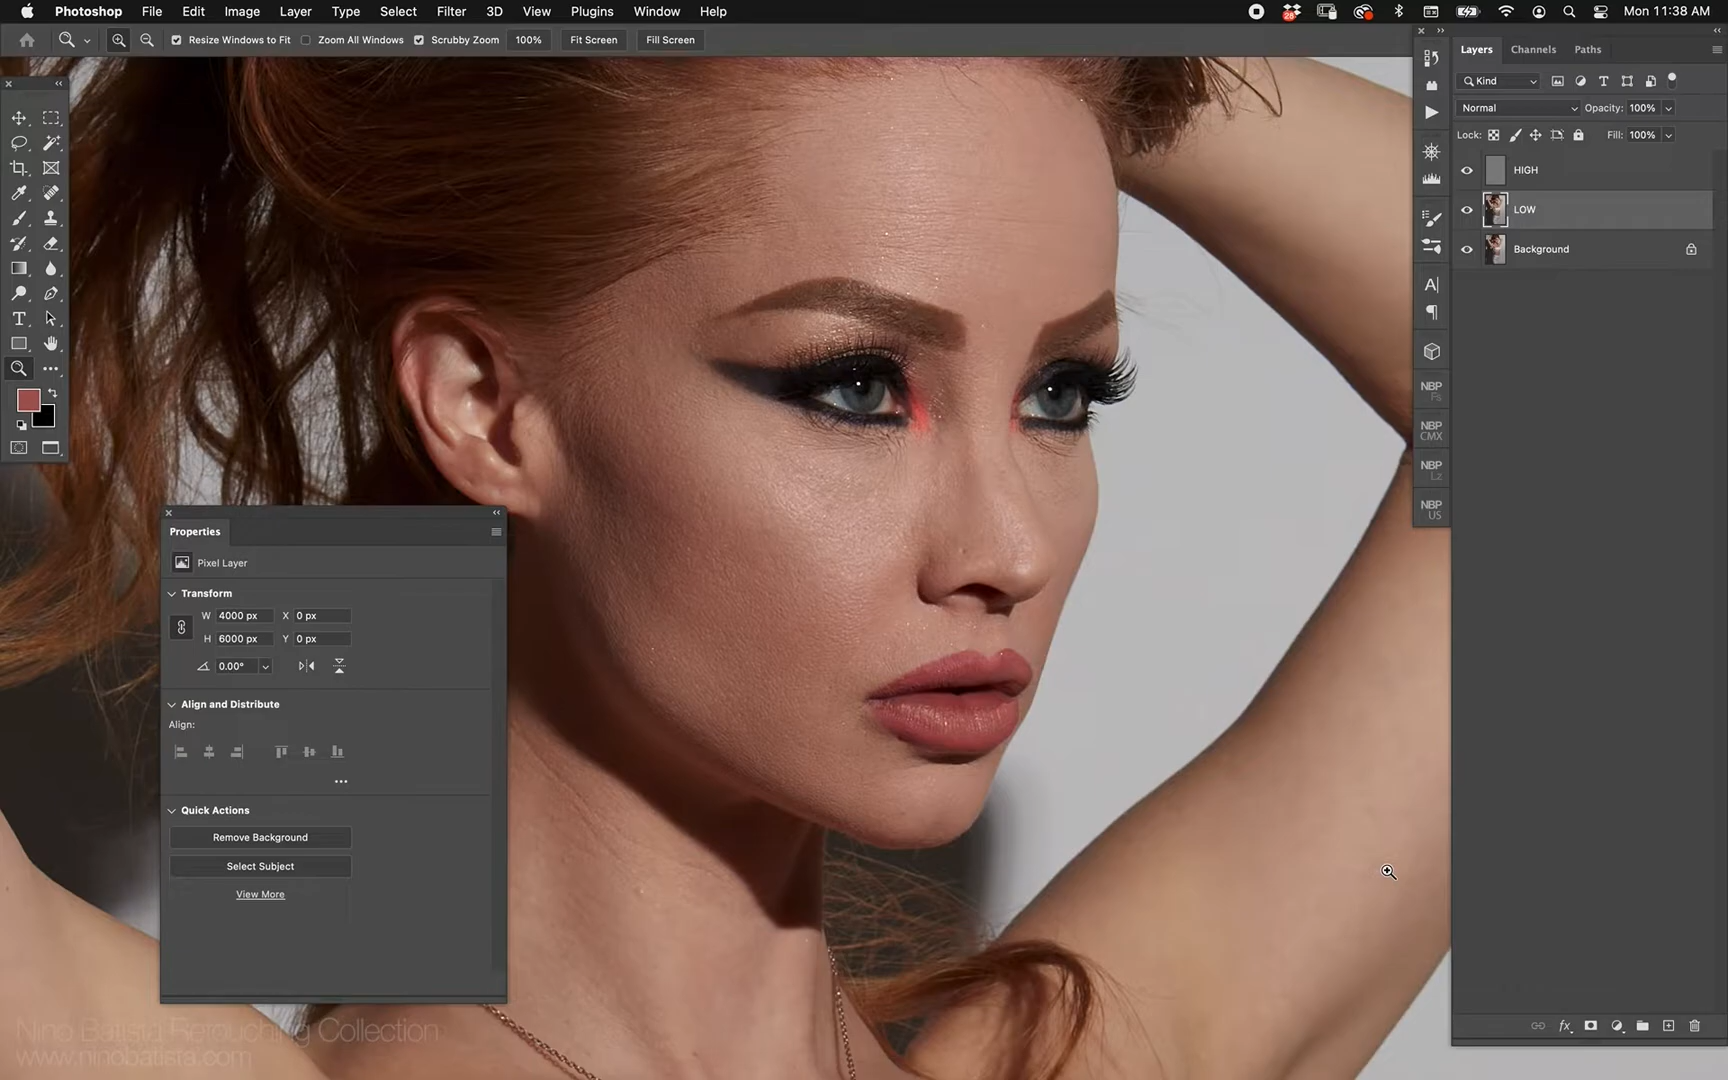 Photoshop File Edit Image Layer Type Select Filter 3D View Plugins Window Help
28
Mon 11:38 AM
Resize Windows to Fit Zoom All Windows Scrubby Zoom 100% Fit Screen Fill Screen
Layers Channels Paths
Kind
Normal Opacity: 100%
Lock: Fill: 100%
HIGH
LOW
Background
NBP
Fs
NBP
CMX
NBP
Lz
NBP
US
Properties
Pixel Layer
Transform
W 4000 px X 0 px
H 6000 px Y 0 px
0.00°
Align and Distribute
Align:
Quick Actions
Remove Background
Select Subject
View More
fx
Nino Batista Retouching Collection
www.ninobatista.com